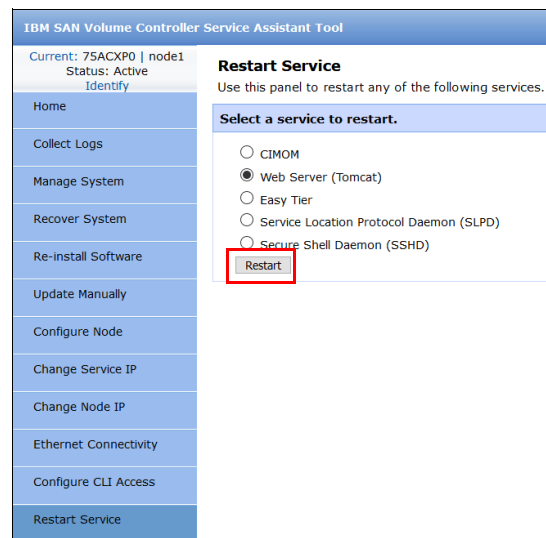 IBM SAN Volume Controller Service Assistant Tool
Current: 75ACXP0 | node1
Status: Active
Identify
Home
Collect Logs
Manage System
Recover System
Re-install Software
Update Manually
Configure Node
Change Service IP
Change Node IP
Ethernet Connectivity
Configure CLI Access
Restart Service
Restart Service
Use this panel to restart any of the following services.
Select a service to restart.
CIMOM
Web Server (Tomcat)
Easy Tier
Service Location Protocol Daemon (SLPD)
Secure Shell Daemon (SSHD)
Restart